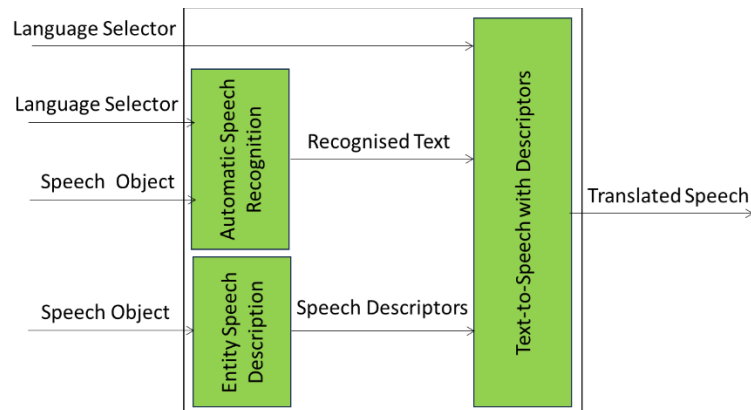 Language Selector
Language Selector
Speech Object
Automatic Speech
Recognition
Recognised Text
Speech Object
Entity Speech
Description
Speech Descriptors
Text-to-Speech with Descriptors
Translated Speech